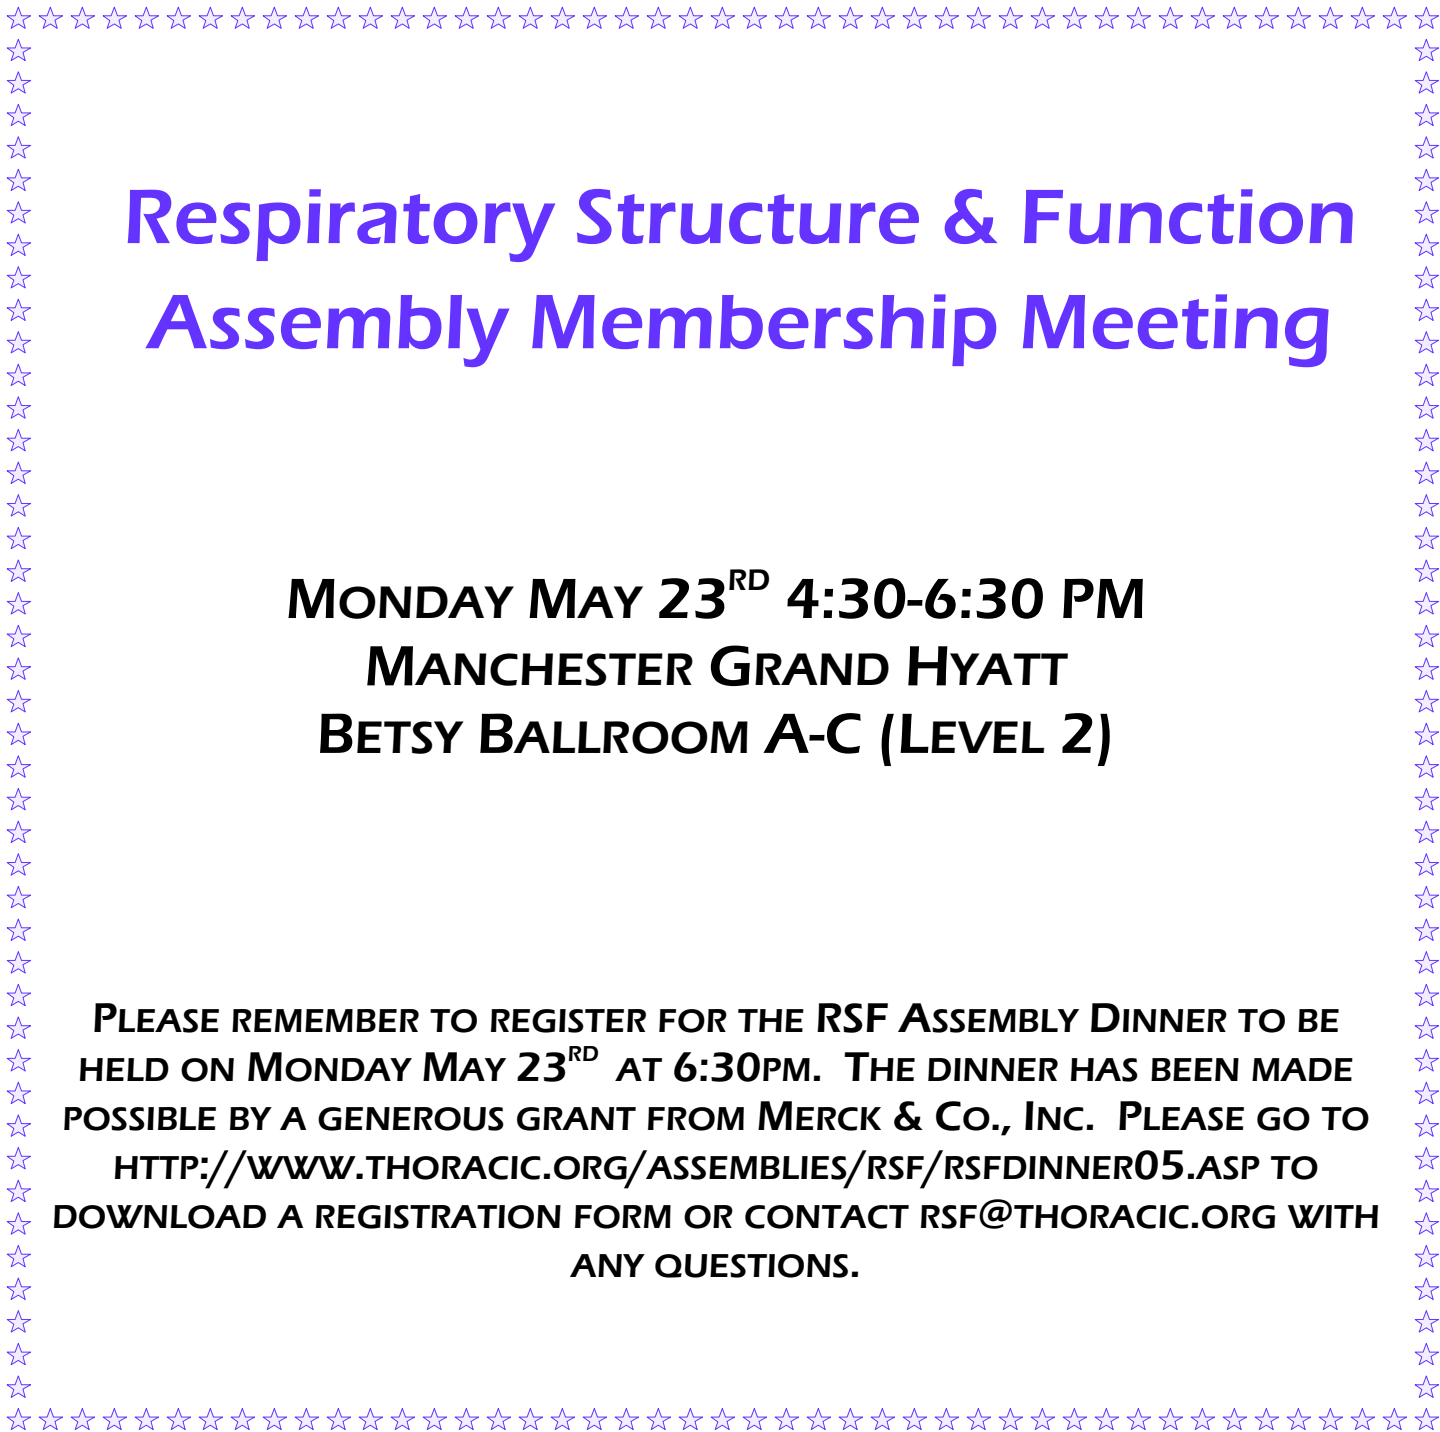 Respiratory Structure & Function
Assembly Membership Meeting
MONDAY MAY 23RD 4:30-6:30 PM
MANCHESTER GRAND HYATT
BETSY BALLROOM A-C (LEVEL 2)
PLEASE REMEMBER TO REGISTER FOR THE RSF ASSEMBLY DINNER TO BE
HELD ON MONDAY MAY 23RD AT 6:30PM. THE DINNER HAS BEEN MADE
POSSIBLE BY A GENEROUS GRANT FROM MERCK & CO., INC. PLEASE GO TO
HTTP://WWW.THORACIC.ORG/ASSEMBLIES/RSF/RSFDINNER05.ASP TO
DOWNLOAD A REGISTRATION FORM OR CONTACT RSF@THORACIC.ORG WITH
ANY QUESTIONS.